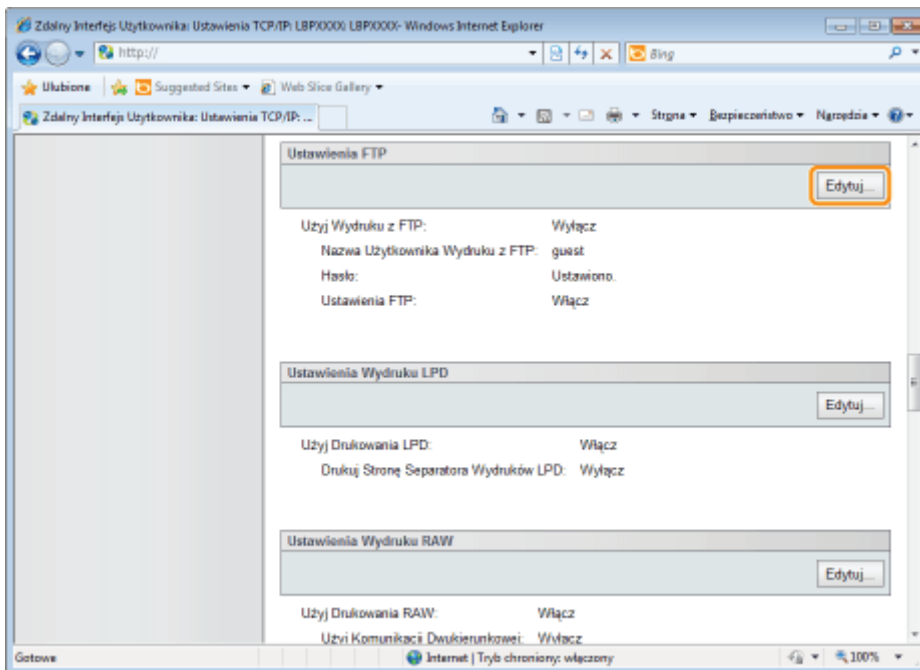 Zdalny Interfejs Użytkownika: Ustawienia TCP/IP: LBPXXXX: LBPXXXX- Windows Internet Explorer
http://
Bing
Ulubione Suggested Sites Web Slice Gallery
Zdalny Interfejs Użytkownika: Ustawienia TCP/IP: ...
Strona Bezpieczeństwo Narzędzia
Ustawienia FTP
Edytuj...
Użyj Wydruku z FTP: Wyłącz
Nazwa Użytkownika Wydruku z FTP: guest
Hasło: Ustawiono.
Ustawienia FTP: Włącz
Ustawienia Wydruku LPD
Edytuj...
Użyj Drukowania LPD: Włącz
Drukuj Stronę Separatora Wydruków LPD: Wyłącz
Ustawienia Wydruku RAW
Edytuj...
Użyj Drukowania RAW: Włącz
Użyj Komunikacji Dwukierunkowej: Wyłącz
Gotowe Internet | Tryb chroniony: włączony 100%